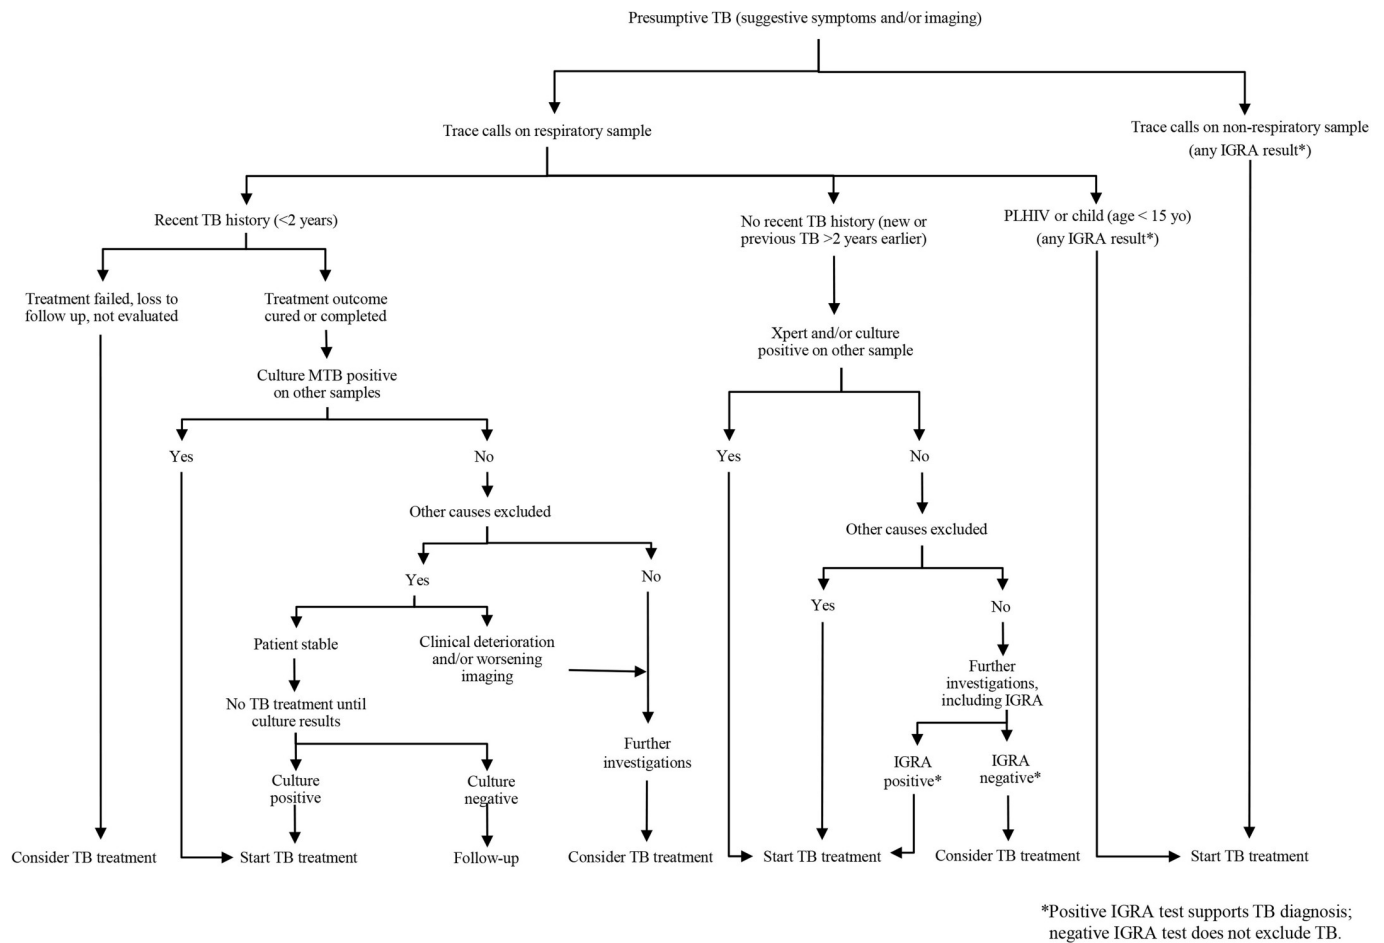 Presumptive TB (suggestive symptoms and/or imaging)
Trace calls on respiratory sample
Trace calls on non-respiratory sample
(any IGRA result*)
Recent TB history (<2 years)
No recent TB history (new or
previous TB >2 years earlier)
PLHIV or child (age < 15 yo)
(any IGRA result*)
Treatment failed, loss to
follow up, not evaluated
Treatment outcome
cured or completed
Xpert and/or culture
positive on other sample
Culture MTB positive
on other samples
Yes
No
Yes
No
Other causes excluded
Other causes excluded
Yes
No
Yes
No
Patient stable
Clinical deterioration
and/or worsening
imaging
Further
investigations,
including IGRA
No TB treatment until
culture results
Further
investigations
IGRA
positive*
IGRA
negative*
Culture
positive
Culture
negative
Consider TB treatment
Start TB treatment
Follow-up
Consider TB treatment
Start TB treatment
Consider TB treatment
Start TB treatment
*Positive IGRA test supports TB diagnosis;
negative IGRA test does not exclude TB.